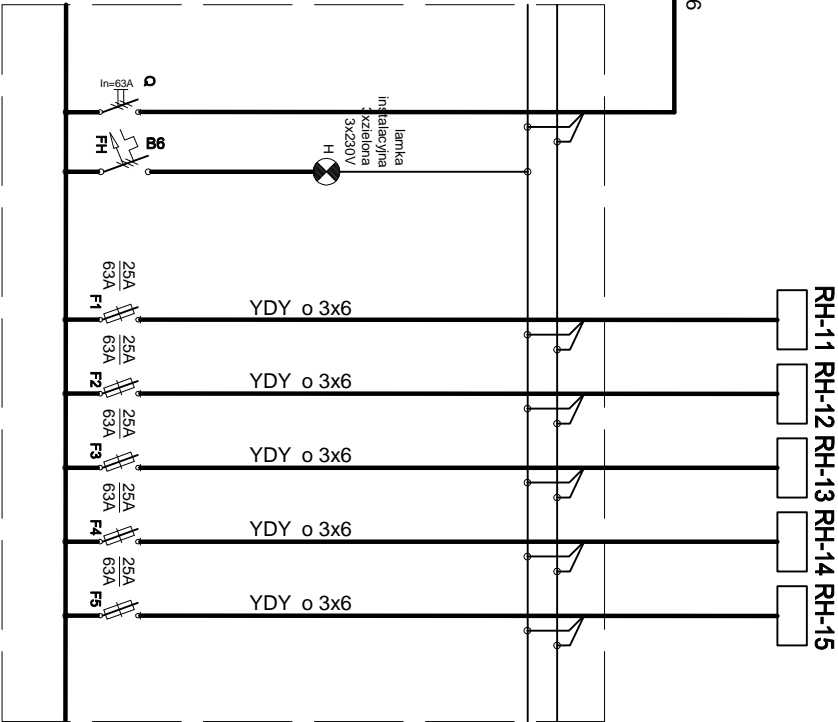 6
Q
In=63A
B6
FH
H
lamka
instalacyjna
3xzielona
3x230V
25A
63A
F1
YDY o 3x6
RH-11
25A
63A
F2
YDY o 3x6
RH-12
25A
63A
F3
YDY o 3x6
RH-13
25A
63A
F4
YDY o 3x6
RH-14
25A
63A
F5
YDY o 3x6
RH-15